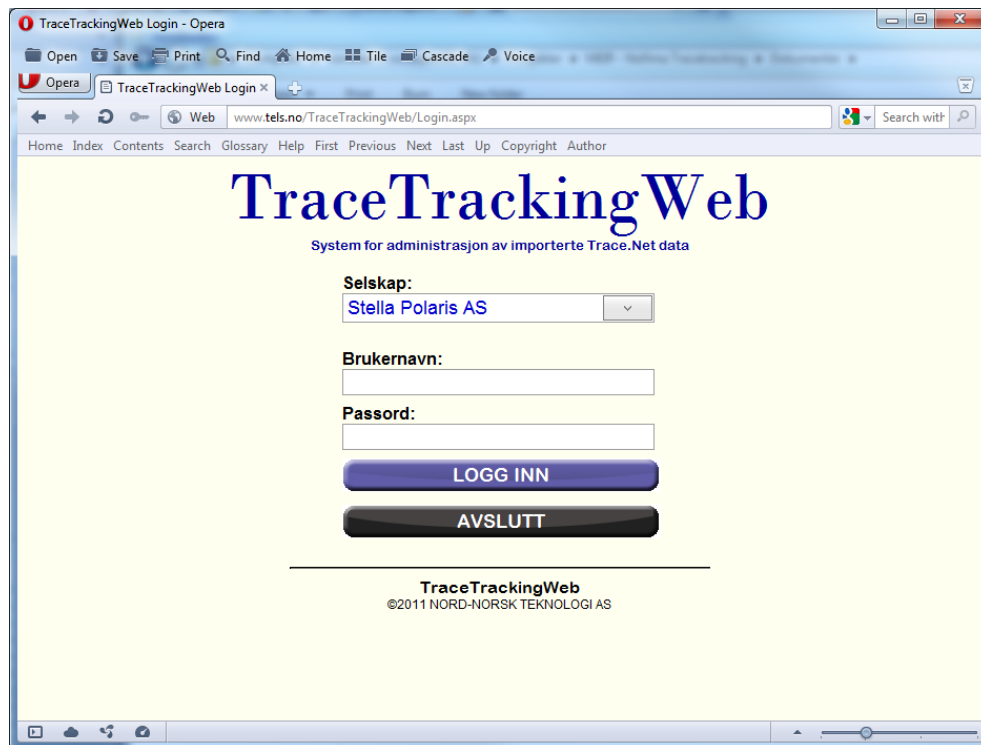 TraceTrackingWeb Login - Opera
Open Save Print Find Home Tile Cascade Voice
Opera TraceTrackingWeb Login
Web www.tels.no/TraceTrackingWeb/Login.aspx Search with
Home Index Contents Search Glossary Help First Previous Next Last Up Copyright Author
TraceTrackingWeb
System for administrasjon av importerte Trace.Net data
Selskap:
Stella Polaris AS
Brukernavn:
Passord:
LOGG INN
AVSLUTT
TraceTrackingWeb
©2011 NORD-NORSK TEKNOLOGI AS